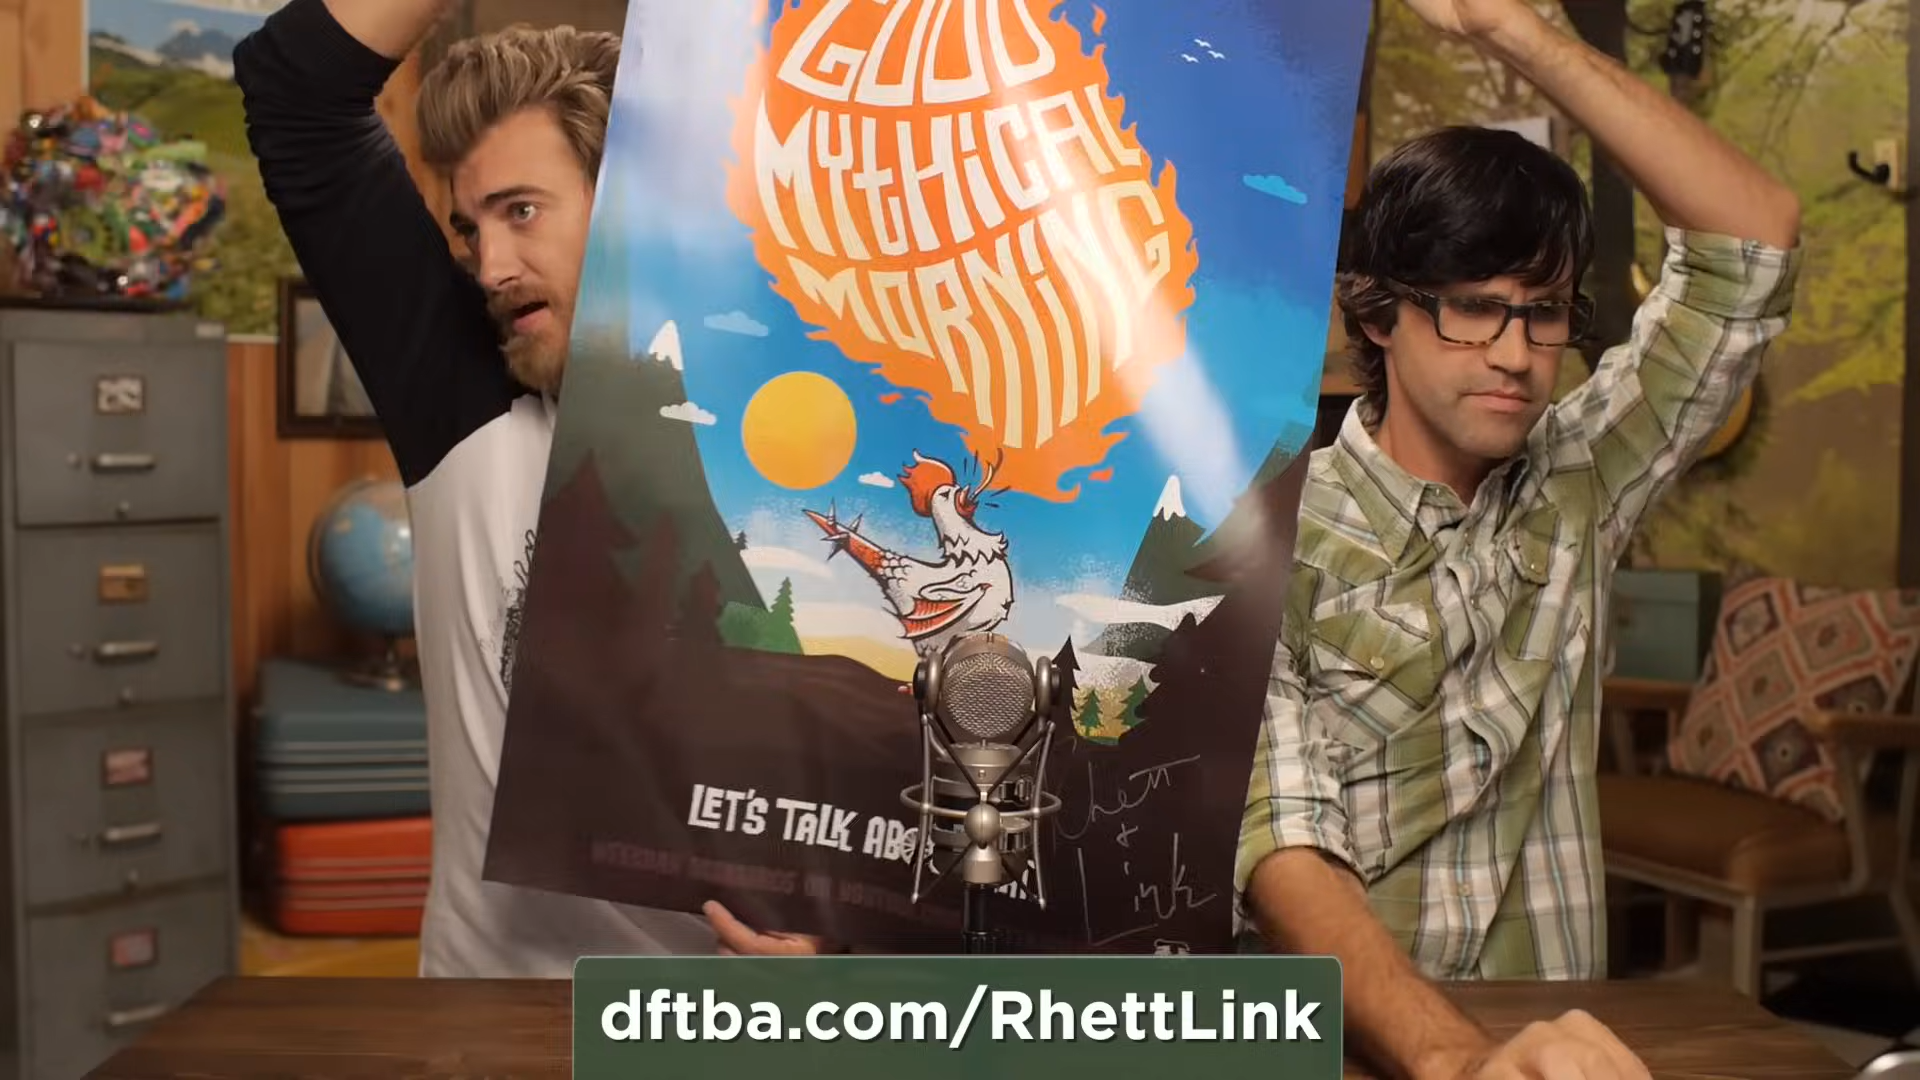 GOOD
MYTHICAL
MORNING
LET'S TALK ABO
Rhett
&
Link
dftba.com/RhettLink